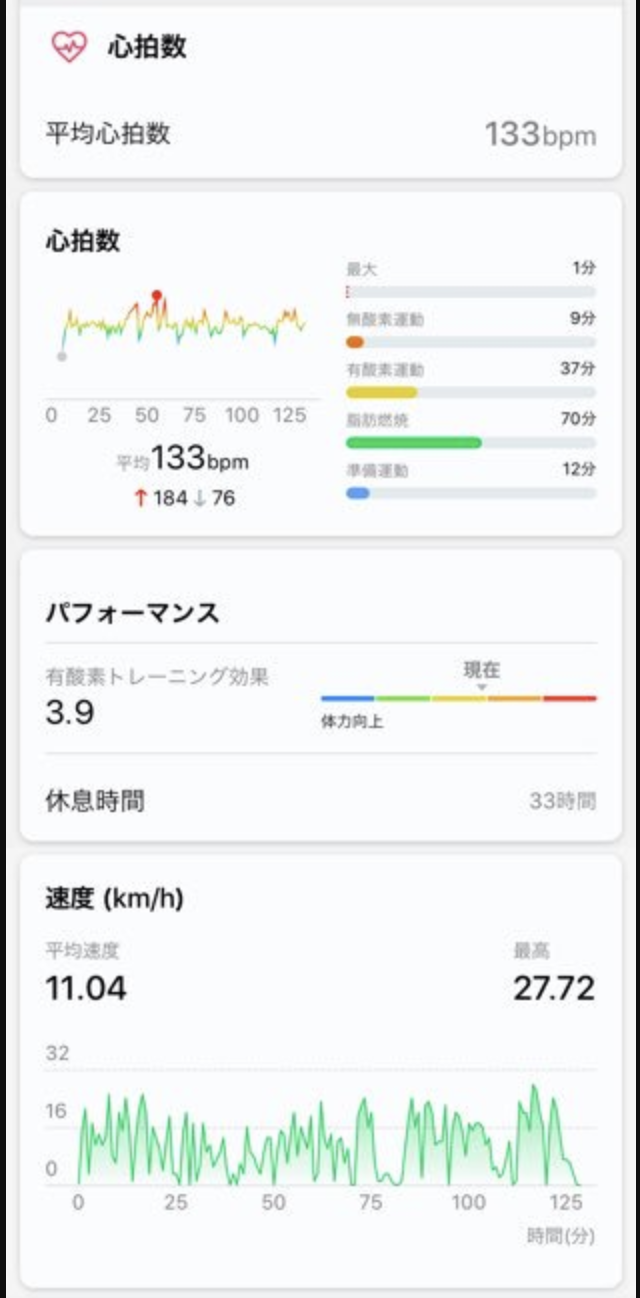 心拍数
平均心拍数 133bpm
心拍数
最大 1分
無酸素運動 9分
有酸素運動 37分
脂肪燃焼 70分
準備運動 12分
0 25 50 75 100 125
平均133bpm
↑ 184 ↓ 76
パフォーマンス
有酸素トレーニング効果
3.9
現在
体力向上
休息時間 33時間
速度 (km/h)
平均速度 最高
11.04 27.72
32
16
0
0 25 50 75 100 125
時間(分)